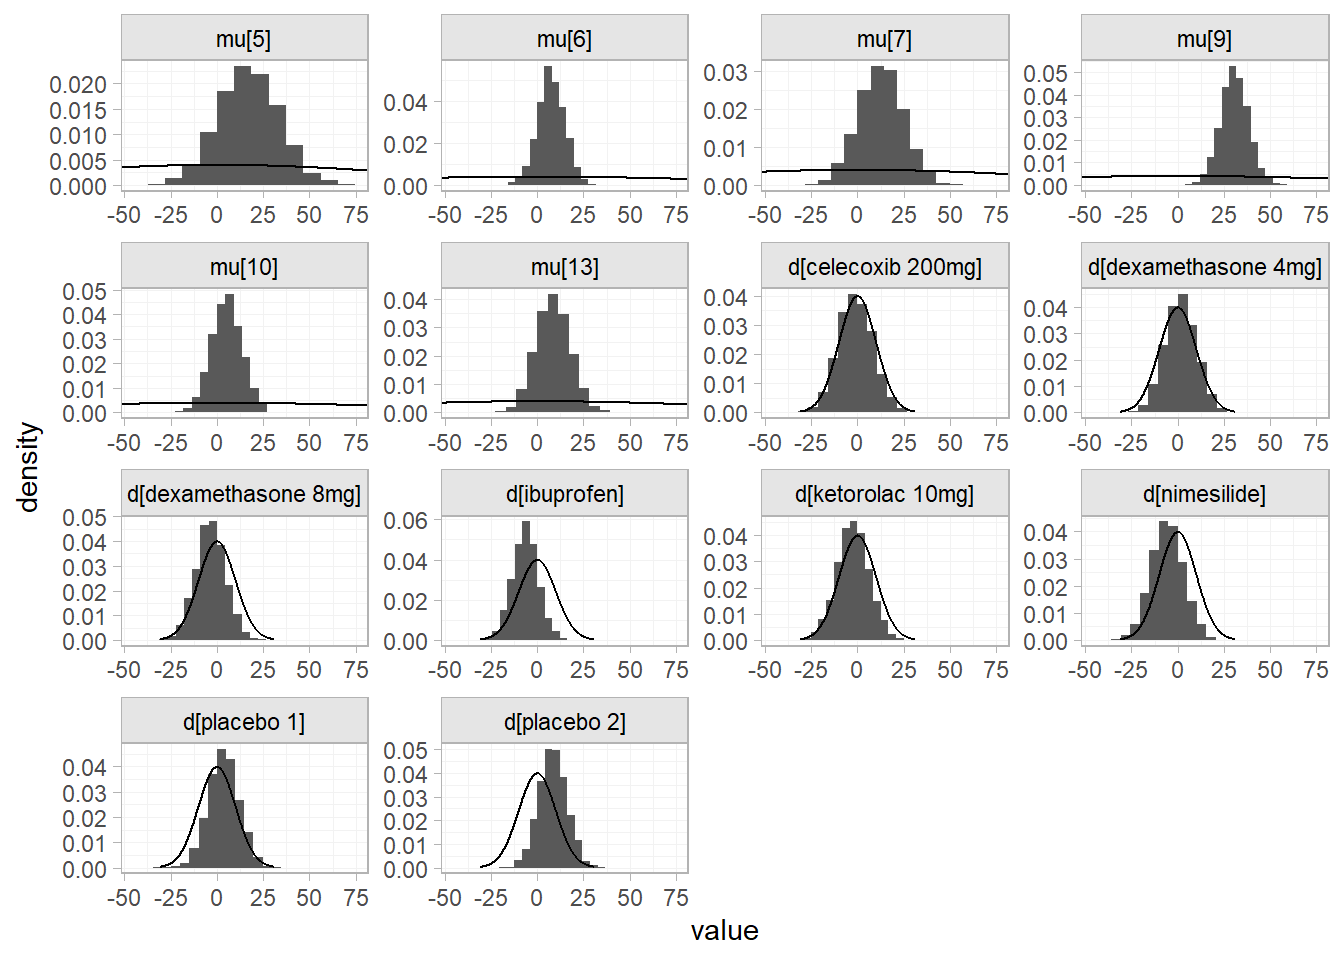 mu[5] mu[6] mu[7] mu[9]
0.020 0.015 0.010 0.005 0.000
0.04 0.02 0.00
0.03 0.02 0.01 0.00
0.05 0.04 0.03 0.02 0.01 0.00
-50 -25 0 25 50 75 -50 -25 0 25 50 75 -50 -25 0 25 50 75 -50 -25 0 25 50 75
mu[10] mu[13] d[celecoxib 200mg] d[dexamethasone 4mg]
0.05 0.04 0.03 0.02 0.01 0.00
0.04 0.03 0.02 0.01 0.00
0.04 0.03 0.02 0.01 0.00
0.04 0.03 0.02 0.01 0.00
-50 -25 0 25 50 75 -50 -25 0 25 50 75 -50 -25 0 25 50 75 -50 -25 0 25 50 75
density
d[dexamethasone 8mg] d[ibuprofen] d[ketorolac 10mg] d[nimesilide]
0.05 0.04 0.03 0.02 0.01 0.00
0.06 0.04 0.02 0.00
0.04 0.03 0.02 0.01 0.00
0.04 0.03 0.02 0.01 0.00
-50 -25 0 25 50 75 -50 -25 0 25 50 75 -50 -25 0 25 50 75 -50 -25 0 25 50 75
d[placebo 1] d[placebo 2]
0.04 0.03 0.02 0.01 0.00
0.05 0.04 0.03 0.02 0.01 0.00
-50 -25 0 25 50 75 -50 -25 0 25 50 75
value